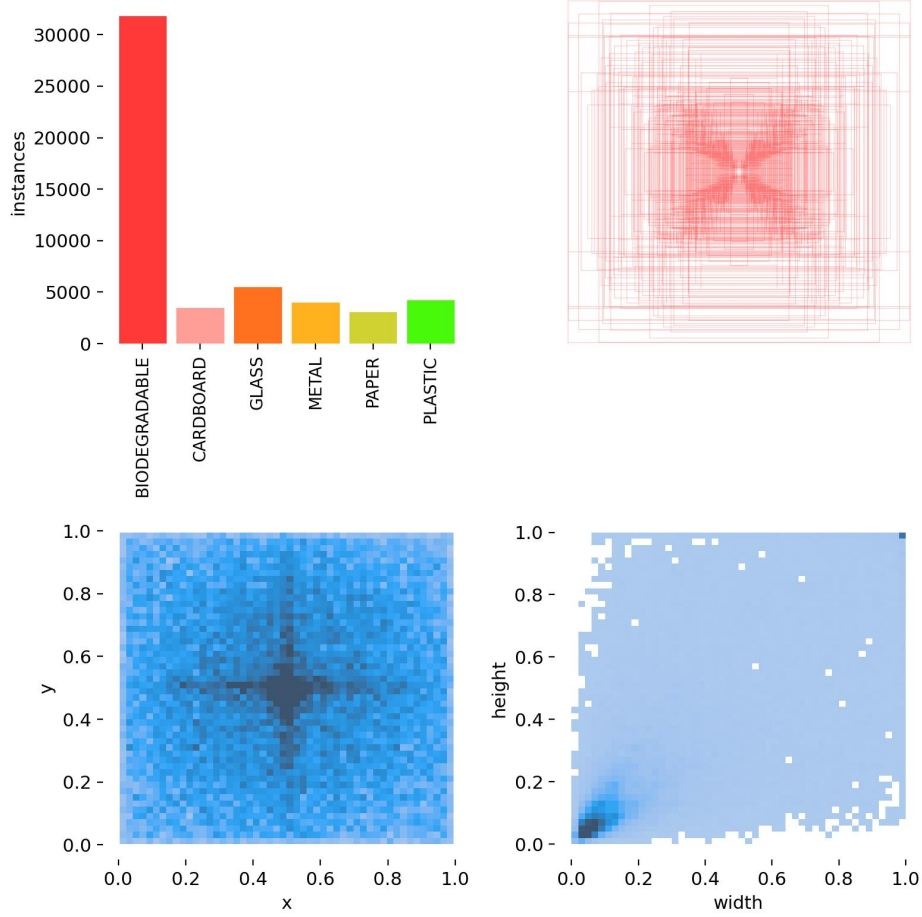 instances
30000
25000
20000
15000
10000
5000
0
BIODEGRADABLE
CARDBOARD
GLASS
METAL
PAPER
PLASTIC
y
1.0
0.8
0.6
0.4
0.2
0.0
0.0 0.2 0.4 0.6 0.8 1.0
x
height
1.0
0.8
0.6
0.4
0.2
0.0
0.0 0.2 0.4 0.6 0.8 1.0
width